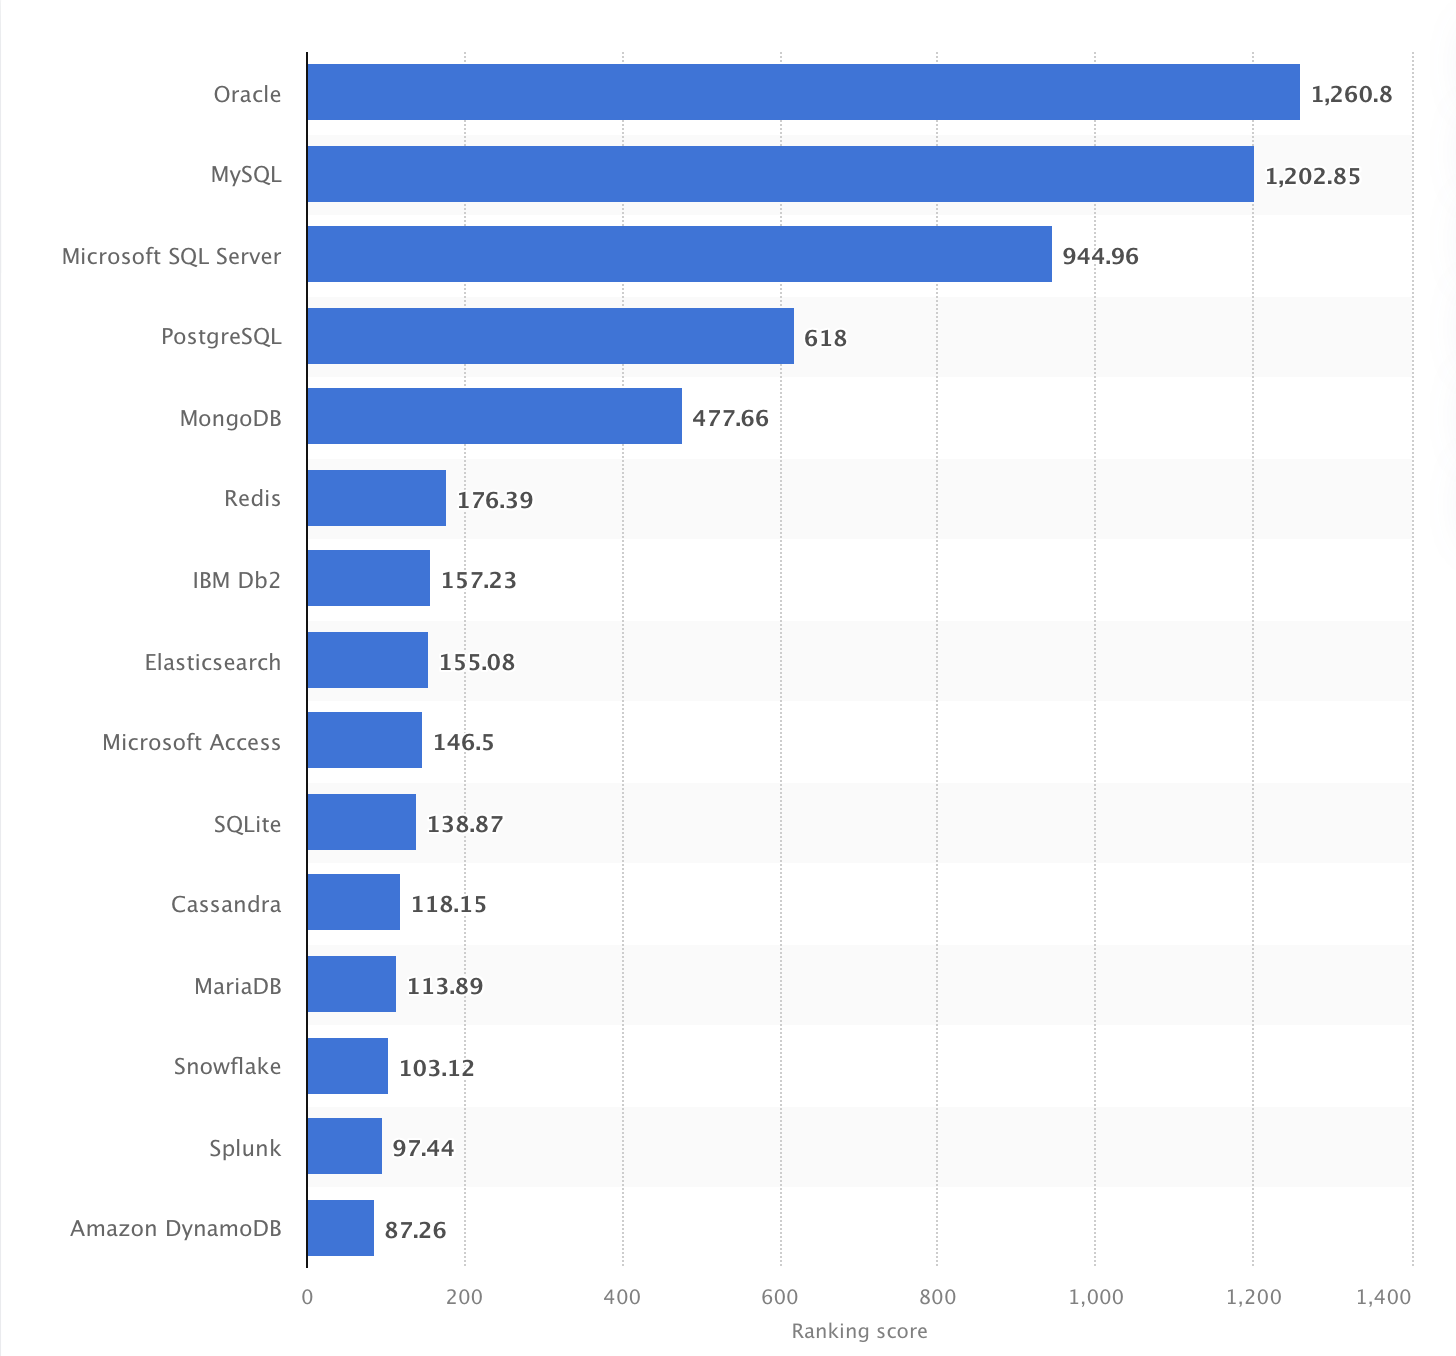 Oracle 1,260.8
MySQL 1,202.85
Microsoft SQL Server 944.96
PostgreSQL 618
MongoDB 477.66
Redis 176.39
IBM Db2 157.23
Elasticsearch 155.08
Microsoft Access 146.5
SQLite 138.87
Cassandra 118.15
MariaDB 113.89
Snowflake 103.12
Splunk 97.44
Amazon DynamoDB 87.26
0 200 400 600 800 1,000 1,200 1,400
Ranking score